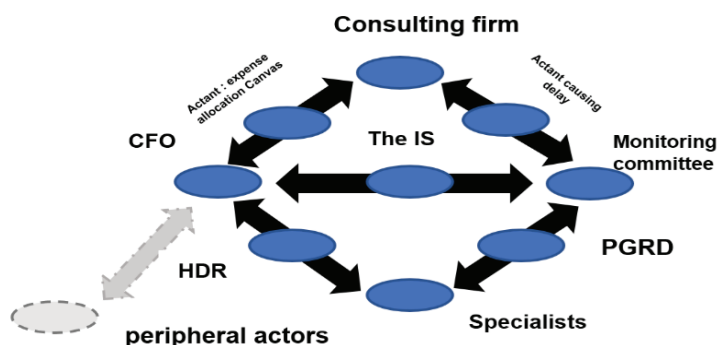 Consulting firm
Actant : expense
allocation Canvas
Actant causing
delay
CFO
The IS
Monitoring
committee
HDR
PGRD
Specialists
peripheral actors